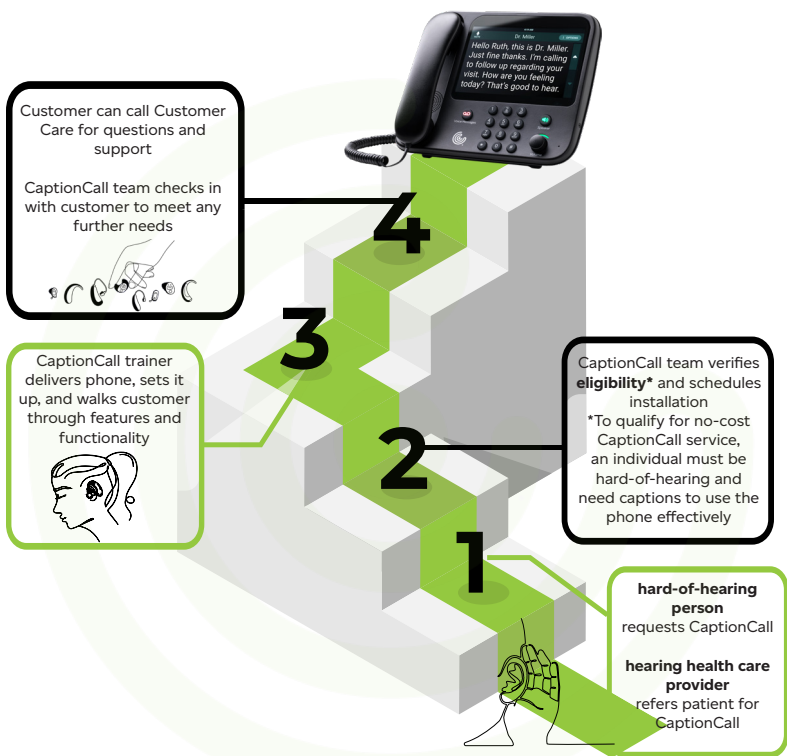 Dr. Miller
Hello Ruth, this is Dr. Miller.
Just fine thanks. I'm calling
to follow up regarding your
visit. How are you feeling
today? That's good to hear.
Customer can call Customer
Care for questions and
support
CaptionCall team checks in
with customer to meet any
further needs
4
3
CaptionCall trainer
delivers phone, sets it
up, and walks customer
through features and
functionality
2
CaptionCall team verifies
eligibility* and schedules
installation
*To qualify for no-cost
CaptionCall service,
an individual must be
hard-of-hearing and
need captions to use the
phone effectively
1
hard-of-hearing
person
requests CaptionCall
hearing health care
provider
refers patient for
CaptionCall